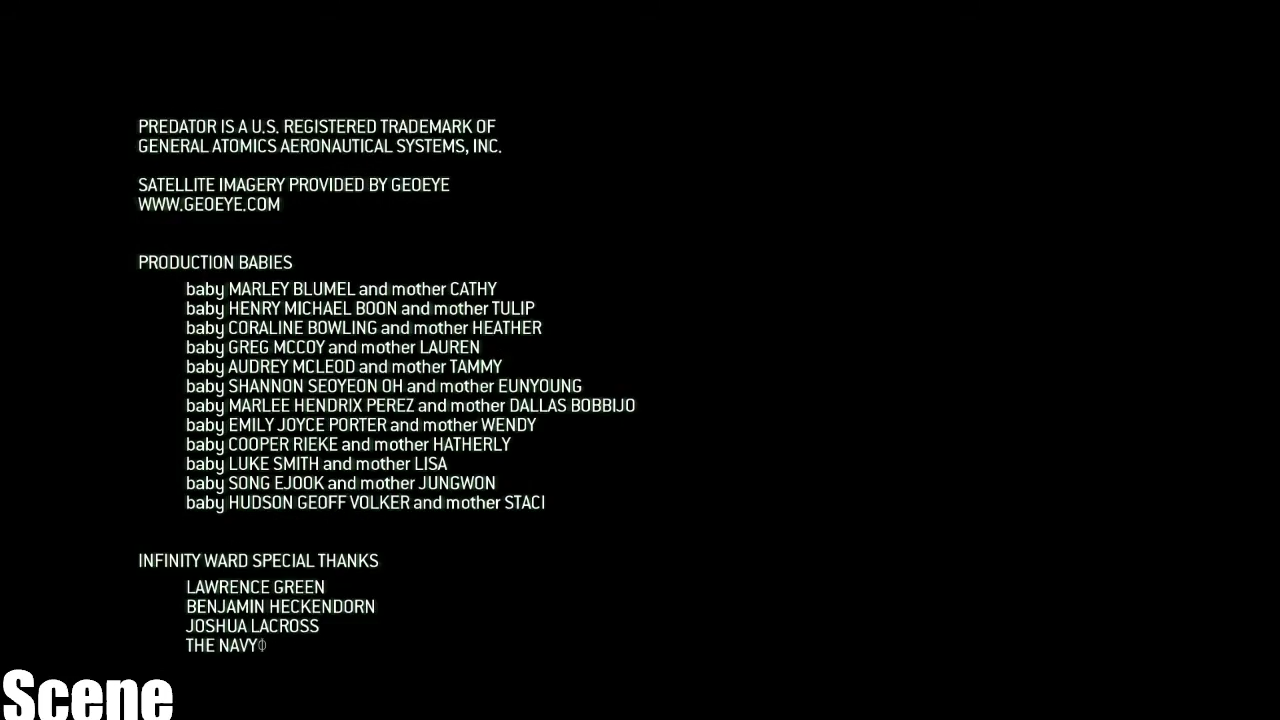 PREDATOR IS A U.S. REGISTERED TRADEMARK OF
GENERAL ATOMICS AERONAUTICAL SYSTEMS, INC.
SATELLITE IMAGERY PROVIDED BY GEOEYE
WWW.GEOEYE.COM
PRODUCTION BABIES
baby MARLEY BLUMEL and mother CATHY
baby HENRY MICHAEL BOON and mother TULIP
baby CORALINE BOWLING and mother HEATHER
baby GREG MCCOY and mother LAUREN
baby AUDREY MCLEOD and mother TAMMY
baby SHANNON SEOYEON OH and mother EUNYOUNG
baby MARLEE HENDRIX PEREZ and mother DALLAS BOBBIJO
baby EMILY JOYCE PORTER and mother WENDY
baby COOPER RIEKE and mother HATHERLY
baby LUKE SMITH and mother LISA
baby SONG EJOOK and mother JUNGWON
baby HUDSON GEOFF VOLKER and mother STACI
INFINITY WARD SPECIAL THANKS
LAWRENCE GREEN
BENJAMIN HECKENDORN
JOSHUA LACROSS
THE NAVY
Scene